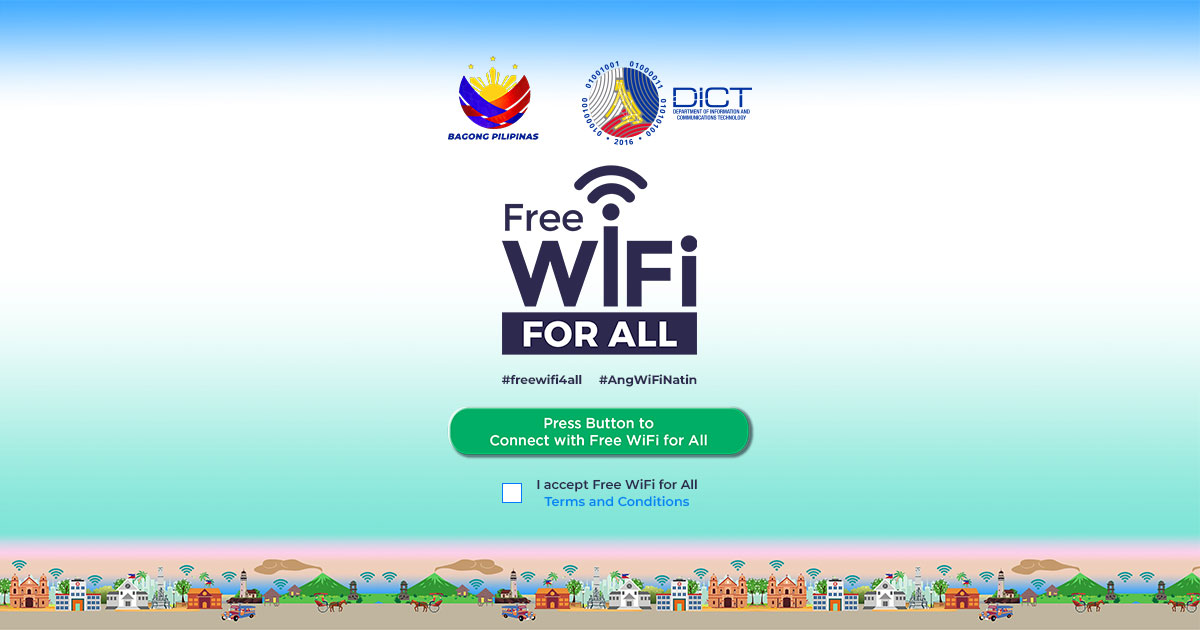 BAGONG PILIPINAS
01000100 01001001 01000011 01010100
• 2016 •
DICT
DEPARTMENT OF INFORMATION AND
COMMUNICATIONS TECHNOLOGY
Free
WiFi
FOR ALL
#freewifi4all #AngWiFiNatin
Press Button to
Connect with Free WiFi for All
I accept Free WiFi for All
Terms and Conditions